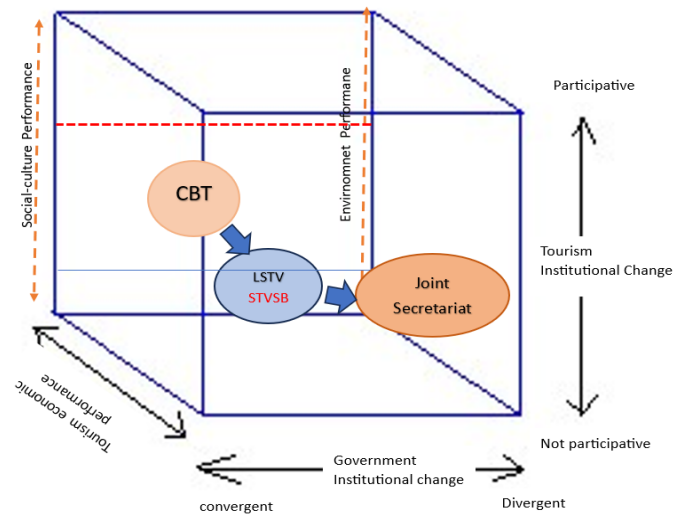 Social-culture Performance
Envirnomnet Performane
Participative
CBT
Tourism
Institutional Change
LSTV
STVSB
Joint
Secretariat
Tourism economic
performance
Not participative
Government
Institutional change
convergent
Divergent